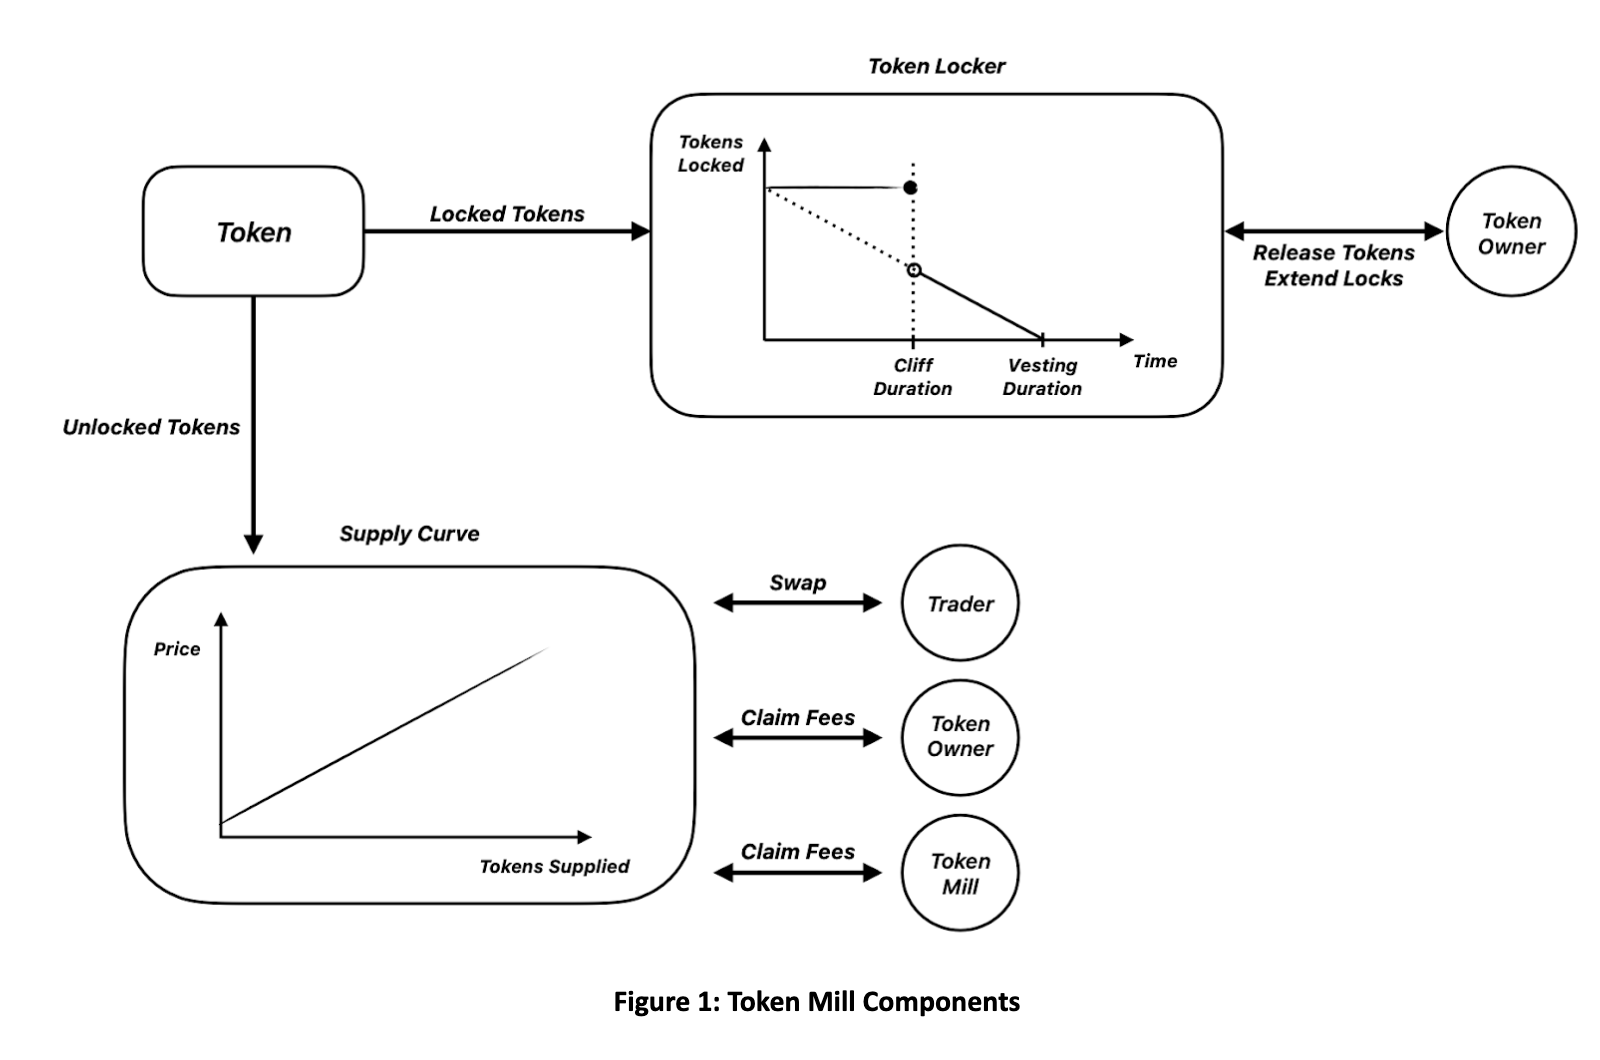 Token Locker
Tokens
Locked
Token
Locked Tokens
Cliff
Duration
Vesting
Duration
Time
Release Tokens
Extend Locks
Token
Owner
Unlocked Tokens
Supply Curve
Price
Tokens Supplied
Swap
Trader
Claim Fees
Token
Owner
Claim Fees
Token
Mill
Figure 1: Token Mill Components